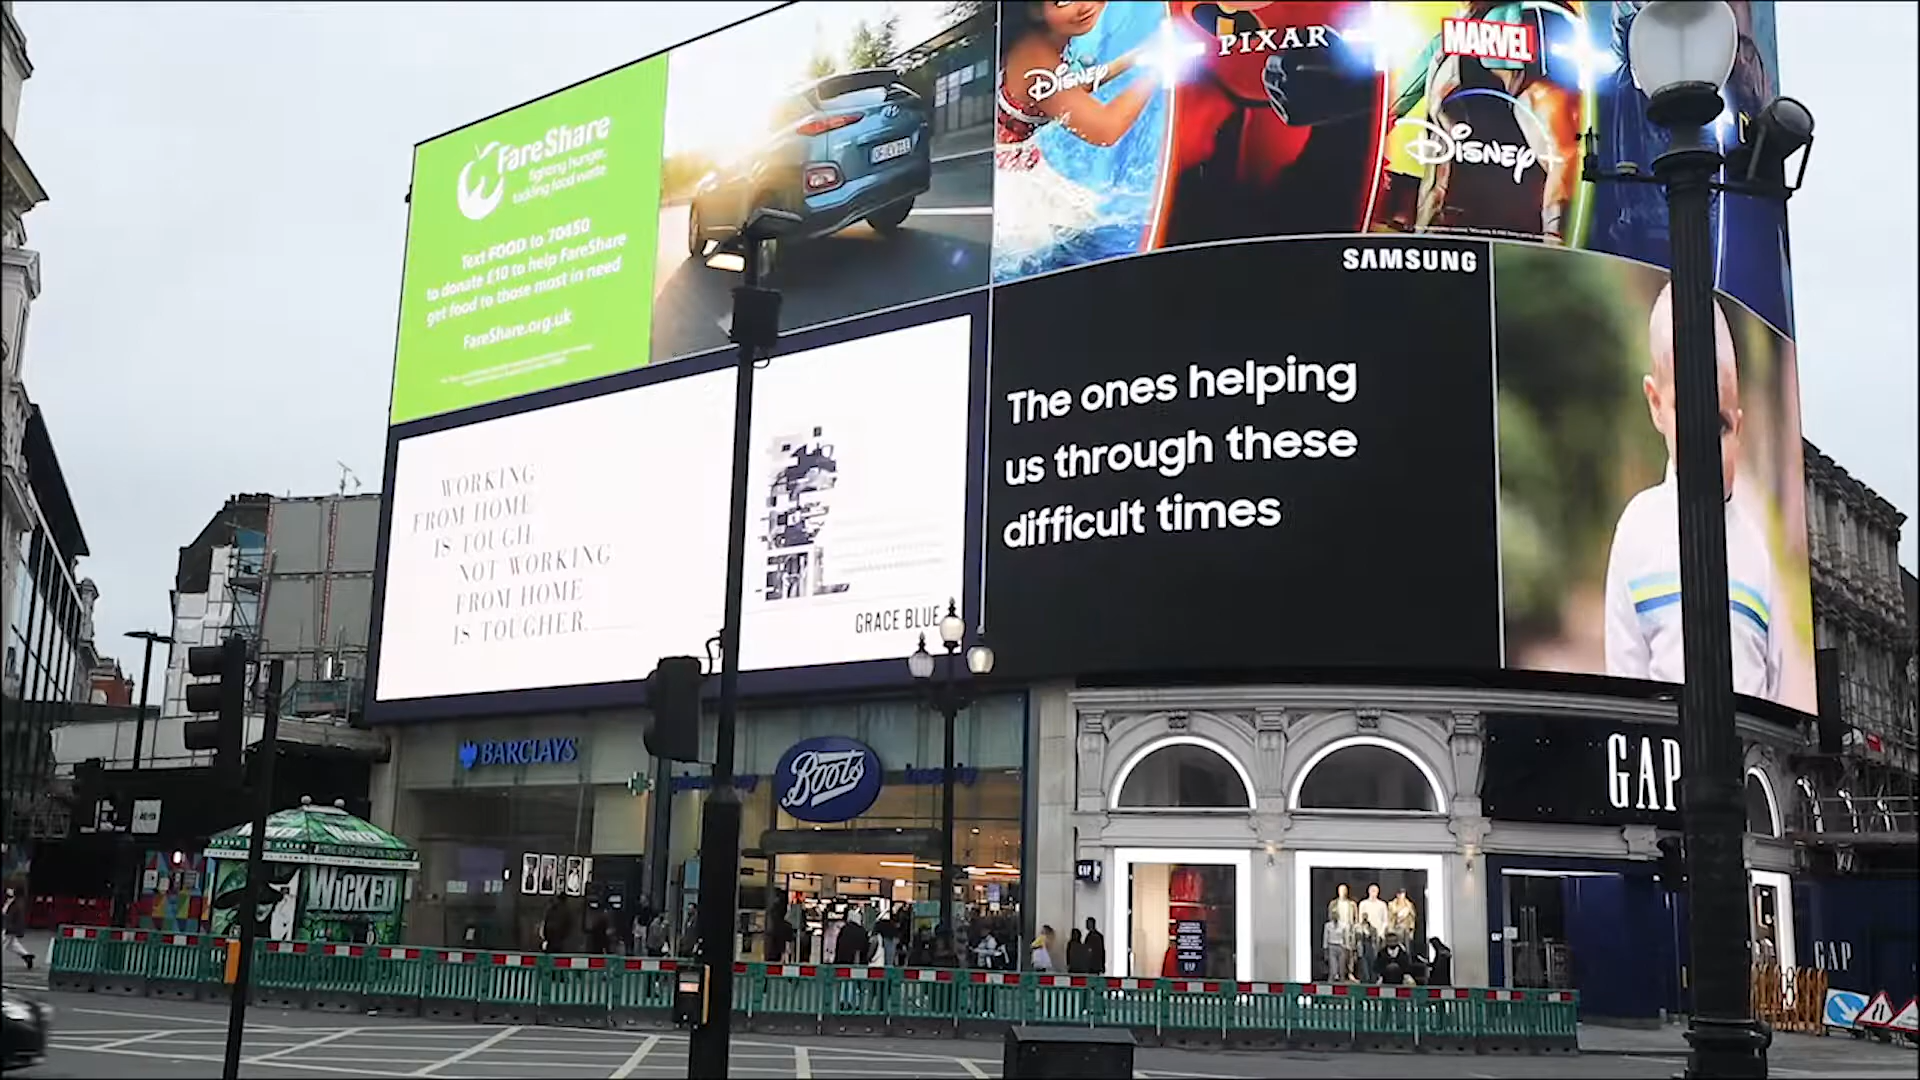 FareShare
fighting hunger,
tackling food waste
Text FOOD to 70450
to donate £10 to help FareShare
get food to those most in need
FareShare.org.uk
DISNEY
PIXAR
MARVEL
DISNEY+
SAMSUNG
The ones helping
us through these
difficult times
WORKING
FROM HOME
IS TOUGH.
NOT WORKING
FROM HOME
IS TOUGHER.
GRACE BLUE
BARCLAYS
Boots
GAP
WICKED
GAP
GAP